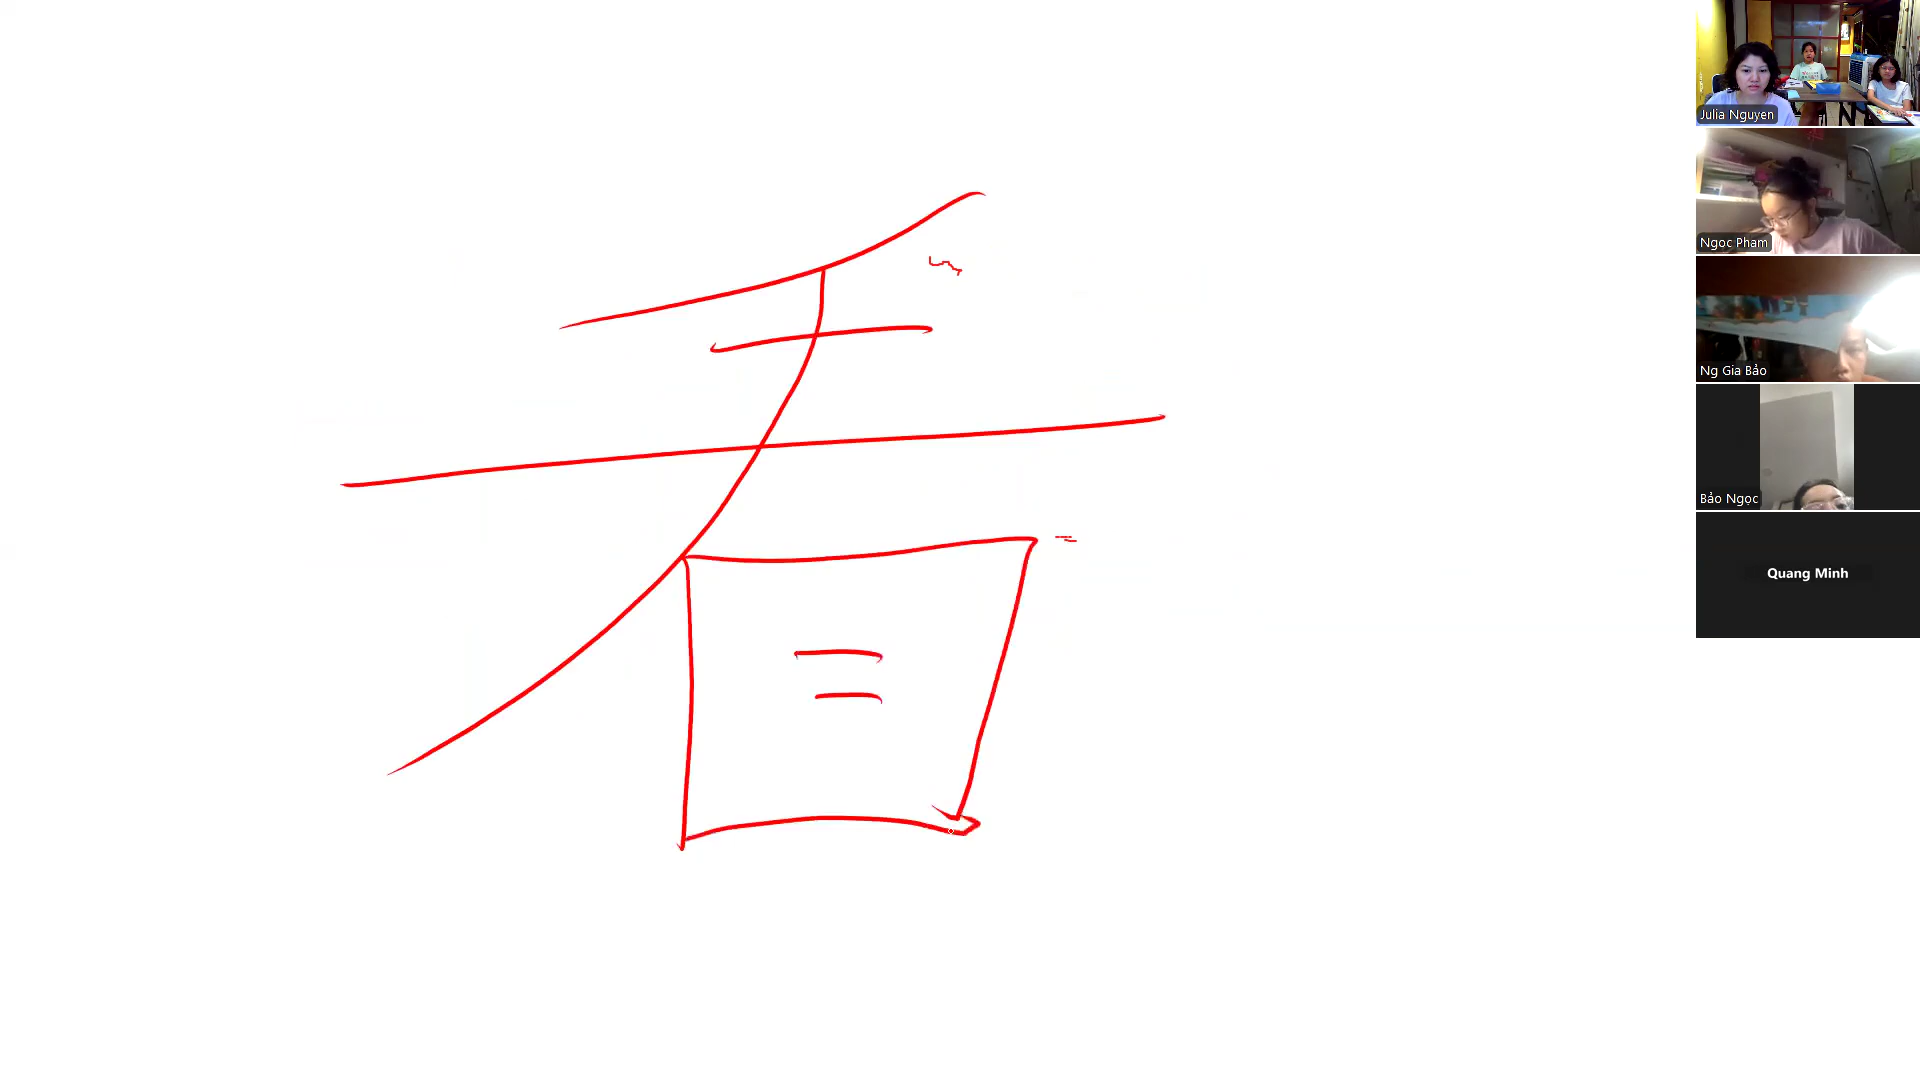 看
Julia Nguyen
Ngoc Pham
Ng Gia Bảo
Bảo Ngọc
Quang Minh